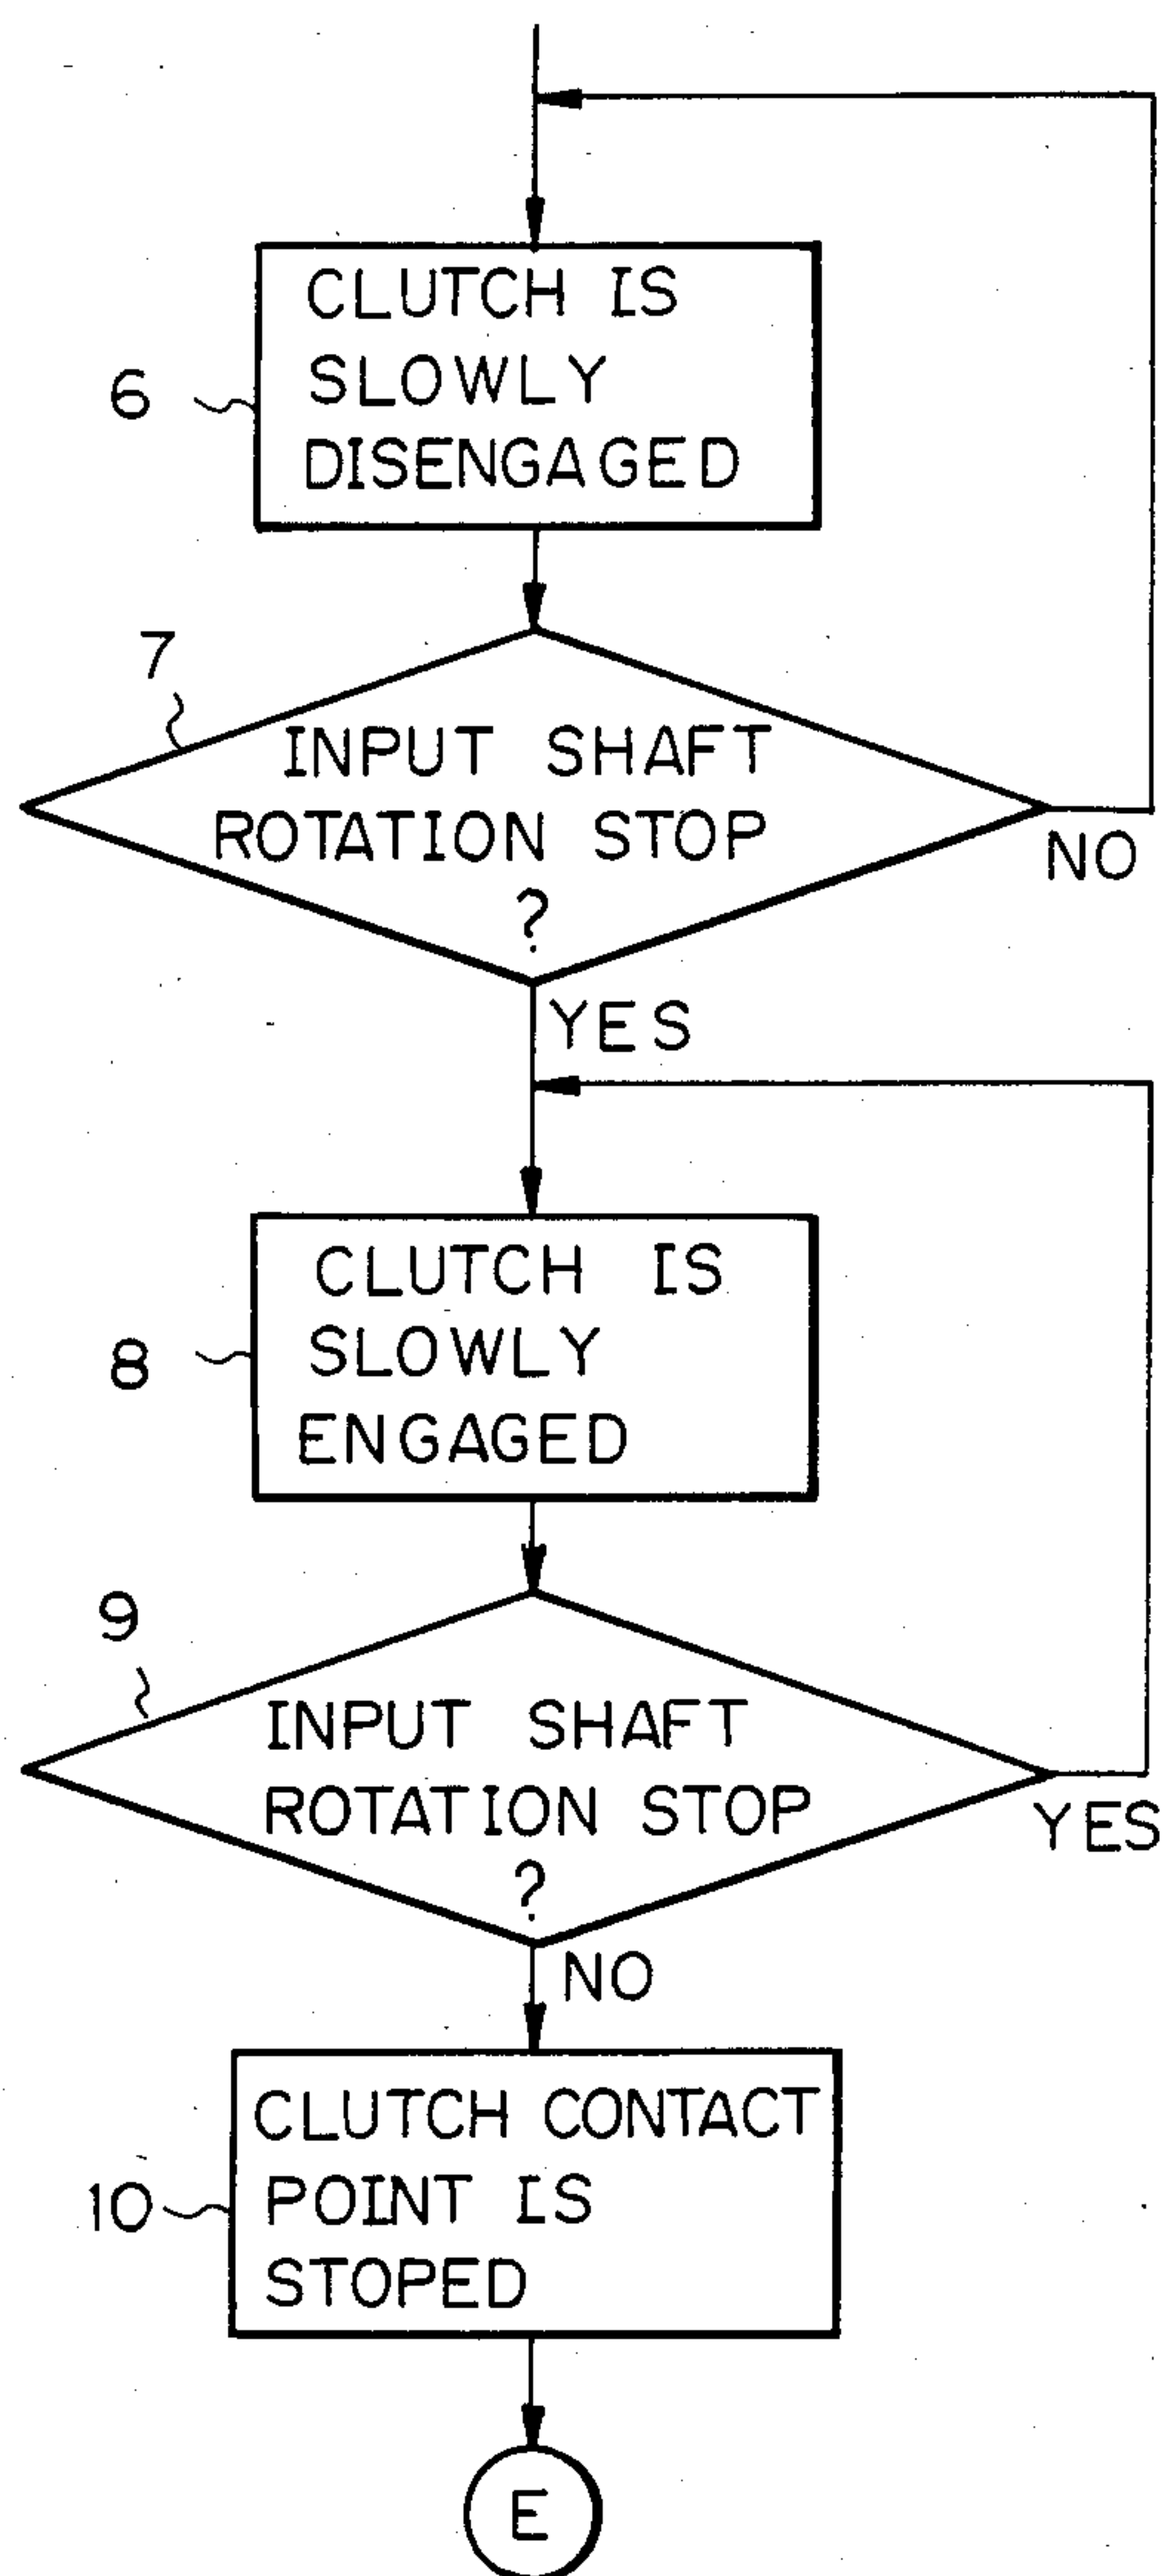 CLUTCH IS
SLOWLY
DISENGAGED
6
7
INPUT SHAFT
ROTATION STOP
?
NO
YES
CLUTCH IS
SLOWLY
ENGAGED
8
9
INPUT SHAFT
ROTATION STOP
?
YES
NO
CLUTCH CONTACT
POINT IS
STOPED
10
E